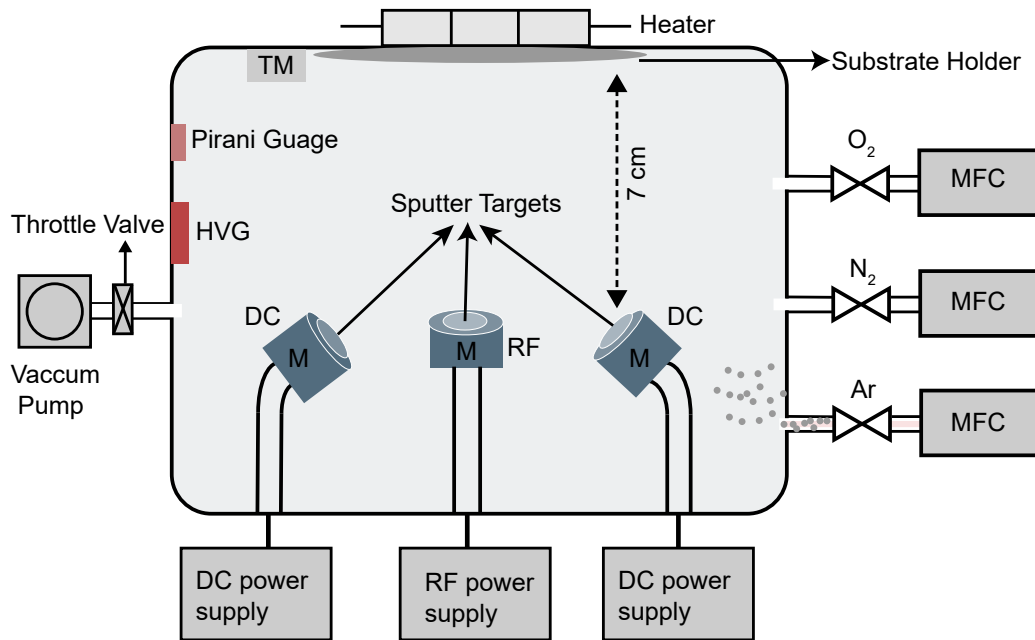 Heater
TM
Substrate Holder
Pirani Guage
O2
MFC
7 cm
Sputter Targets
Throttle Valve
HVG
N2
MFC
DC
M
M
RF
DC
M
Vaccum
Pump
Ar
MFC
DC power
supply
RF power
supply
DC power
supply